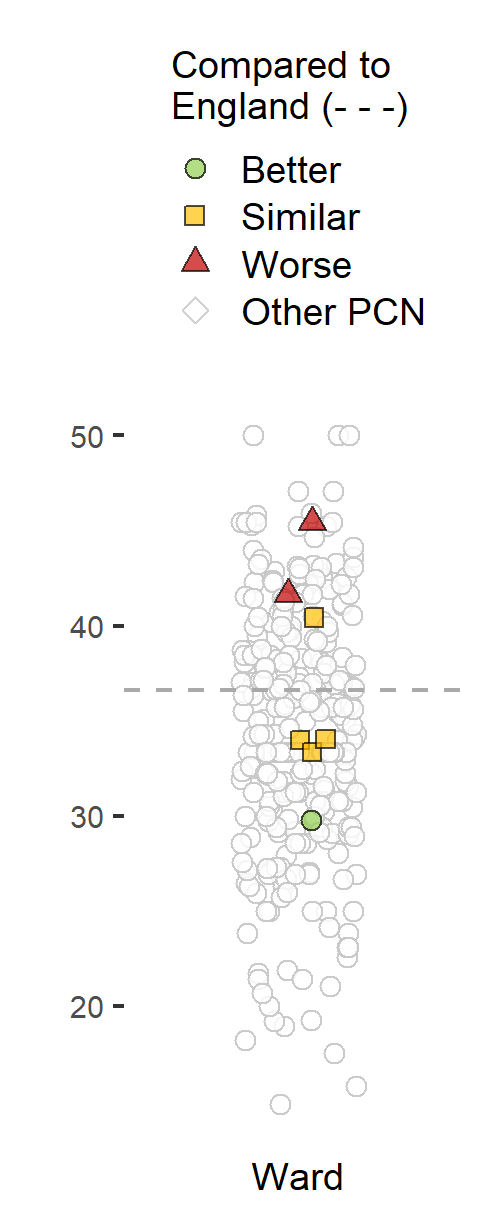 Compared to
England (- - -)
Better
Similar
Worse
Other PCN
50
40
30
20
Ward